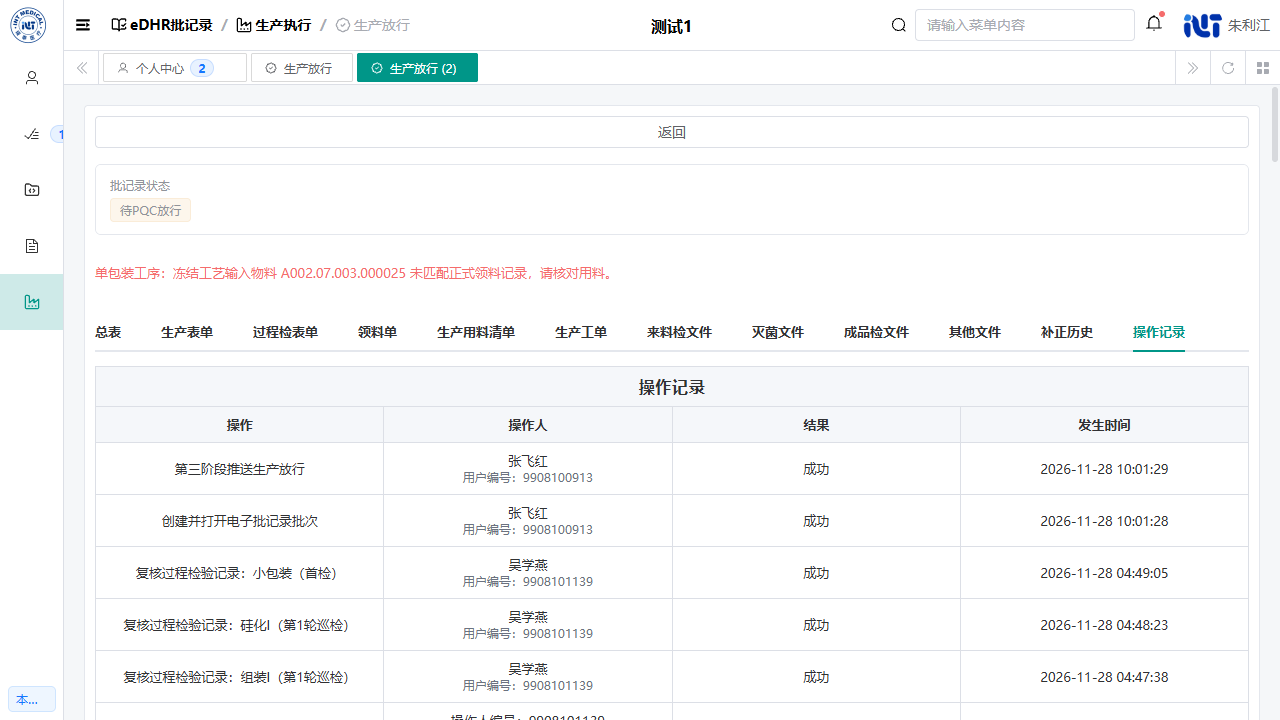 eDHR批记录 / 生产执行 / 生产放行
测试1
请输入菜单内容
朱利江
个人中心 2
生产放行
生产放行 (2)
1
返回
批记录状态
待PQC放行
单包装工序：冻结工艺输入物料 A002.07.003.000025 未匹配正式领料记录，请核对用料。
总表 生产表单 过程检表单 领料单 生产用料清单 生产工单 来料检文件 灭菌文件 成品检文件 其他文件 补正历史 操作记录
操作记录
操作 操作人 结果 发生时间
第三阶段推送生产放行 张飞红 成功 2026-11-28 10:01:29
用户编号：9908100913
创建并打开电子批记录批次 张飞红 成功 2026-11-28 10:01:28
用户编号：9908100913
复核过程检验记录：小包装（首检） 吴学燕 成功 2026-11-28 04:49:05
用户编号：9908101139
复核过程检验记录：硅化I（第1轮巡检） 吴学燕 成功 2026-11-28 04:48:23
用户编号：9908101139
复核过程检验记录：组装I（第1轮巡检） 吴学燕 成功 2026-11-28 04:47:38
用户编号：9908101139
操作人编号：9908101139
本...